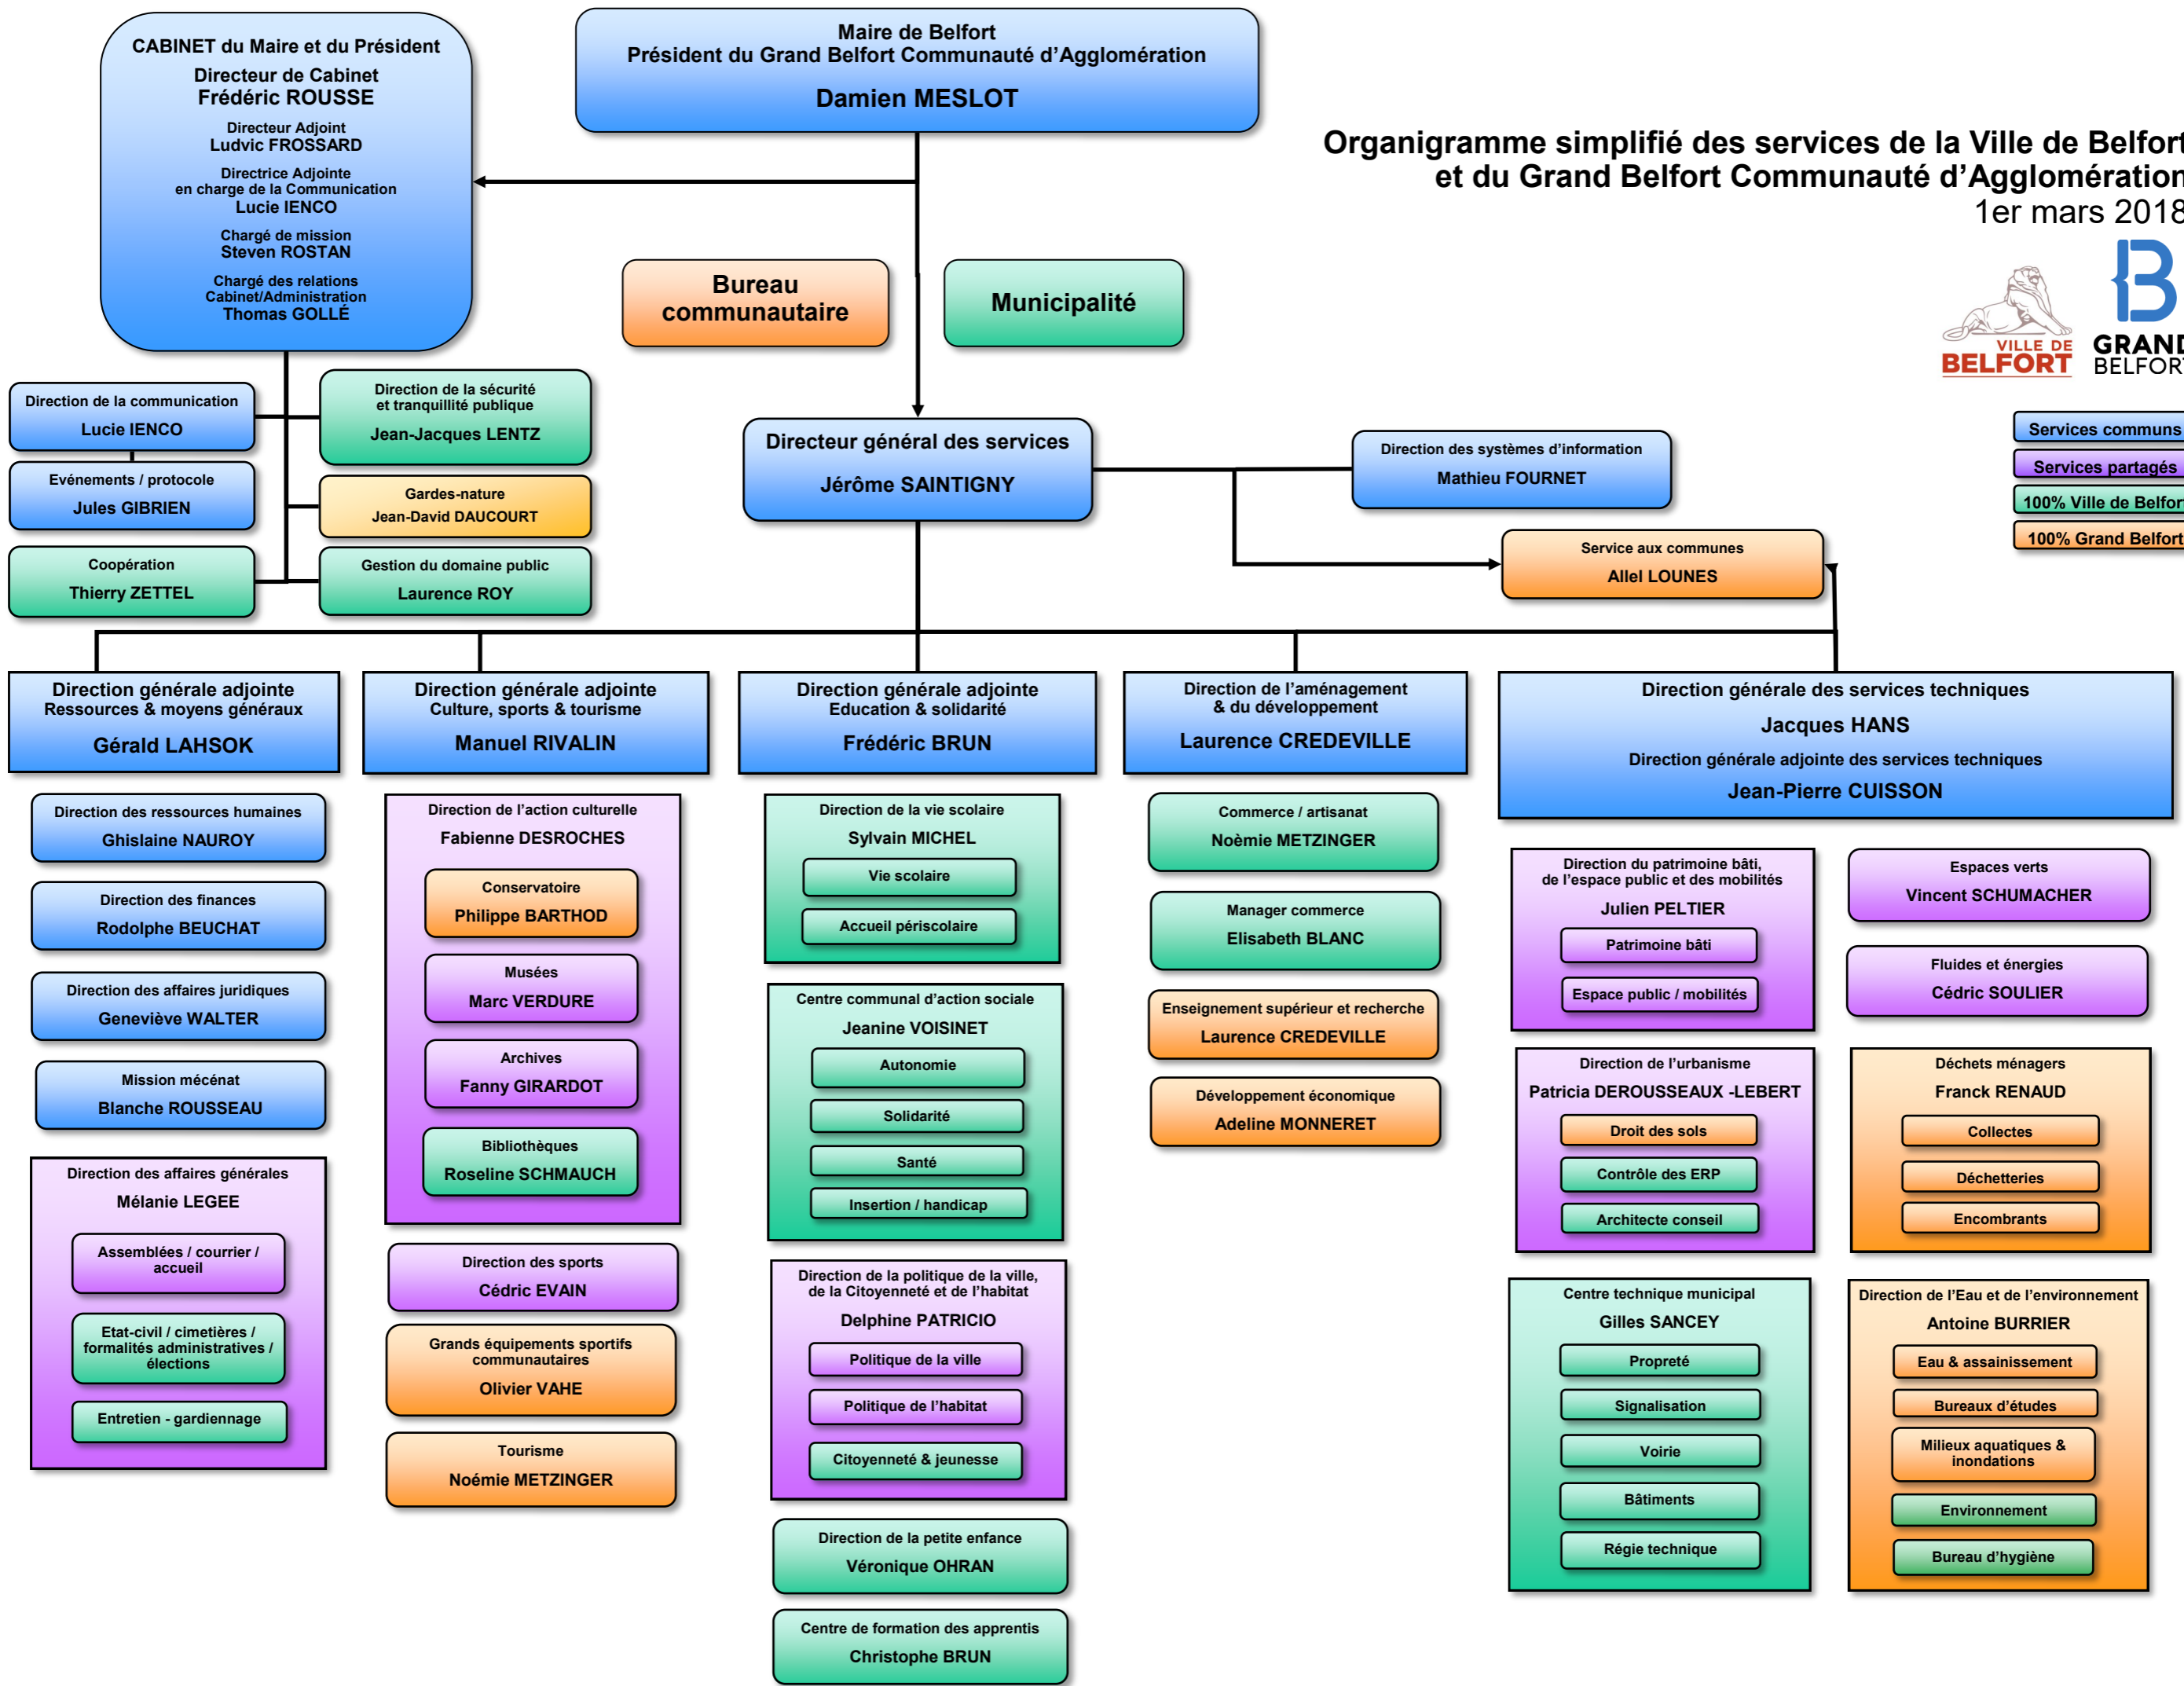 CABINET du Maire et du Président
Directeur de Cabinet
Frédéric ROUSSE
Directeur Adjoint
Ludvic FROSSARD
Directrice Adjointe
en charge de la Communication
Lucie IENCO
Chargé de mission
Steven ROSTAN
Chargé des relations
Cabinet/Administration
Thomas GOLLÉ
Maire de Belfort
Président du Grand Belfort Communauté d'Agglomération
Damien MESLOT
Organigramme simplifié des services de la Ville de Belfort
et du Grand Belfort Communauté d'Agglomération
1er mars 2018
VILLE DE
BELFORT
GRAND
BELFORT
Bureau
communautaire
Municipalité
Services communs
Services partagés
100% Ville de Belfort
100% Grand Belfort
Direction de la communication
Lucie IENCO
Evénements / protocole
Jules GIBRIEN
Coopération
Thierry ZETTEL
Direction de la sécurité
et tranquillité publique
Jean-Jacques LENTZ
Gardes-nature
Jean-David DAUCOURT
Gestion du domaine public
Laurence ROY
Directeur général des services
Jérôme SAINTIGNY
Direction des systèmes d'information
Mathieu FOURNET
Service aux communes
Allel LOUNES
Direction générale adjointe
Ressources & moyens généraux
Gérald LAHSOK
Direction des ressources humaines
Ghislaine NAUROY
Direction des finances
Rodolphe BEUCHAT
Direction des affaires juridiques
Geneviève WALTER
Mission mécénat
Blanche ROUSSEAU
Direction des affaires générales
Mélanie LEGEE
Assemblées / courrier /
accueil
Etat-civil / cimetières /
formalités administratives /
élections
Entretien - gardiennage
Direction générale adjointe
Culture, sports & tourisme
Manuel RIVALIN
Direction de l'action culturelle
Fabienne DESROCHES
Conservatoire
Philippe BARTHOD
Musées
Marc VERDURE
Archives
Fanny GIRARDOT
Bibliothèques
Roseline SCHMAUCH
Direction des sports
Cédric EVAIN
Grands équipements sportifs
communautaires
Olivier VAHE
Tourisme
Noémie METZINGER
Direction générale adjointe
Education & solidarité
Frédéric BRUN
Direction de la vie scolaire
Sylvain MICHEL
Vie scolaire
Accueil périscolaire
Centre communal d'action sociale
Jeanine VOISINET
Autonomie
Solidarité
Santé
Insertion / handicap
Direction de la politique de la ville,
de la Citoyenneté et de l'habitat
Delphine PATRICIO
Politique de la ville
Politique de l'habitat
Citoyenneté & jeunesse
Direction de la petite enfance
Véronique OHRAN
Centre de formation des apprentis
Christophe BRUN
Direction de l'aménagement
& du développement
Laurence CREDEVILLE
Commerce / artisanat
Noèmie METZINGER
Manager commerce
Elisabeth BLANC
Enseignement supérieur et recherche
Laurence CREDEVILLE
Développement économique
Adeline MONNERET
Direction générale des services techniques
Jacques HANS
Direction générale adjointe des services techniques
Jean-Pierre CUISSON
Direction du patrimoine bâti,
de l'espace public et des mobilités
Julien PELTIER
Patrimoine bâti
Espace public / mobilités
Direction de l'urbanisme
Patricia DEROUSSEAUX -LEBERT
Droit des sols
Contrôle des ERP
Architecte conseil
Centre technique municipal
Gilles SANCEY
Propreté
Signalisation
Voirie
Bâtiments
Régie technique
Espaces verts
Vincent SCHUMACHER
Fluides et énergies
Cédric SOULIER
Déchets ménagers
Franck RENAUD
Collectes
Déchetteries
Encombrants
Direction de l'Eau et de l'environnement
Antoine BURRIER
Eau & assainissement
Bureaux d'études
Milieux aquatiques &
inondations
Environnement
Bureau d'hygiène